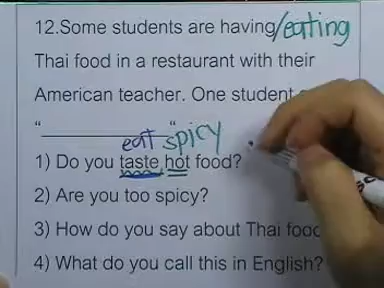 12.Some students are having/eating
Thai food in a restaurant with their
American teacher. One student
"____________"
eat spicy
1) Do you taste hot food?
2) Are you too spicy?
3) How do you say about Thai food
4) What do you call this in English?